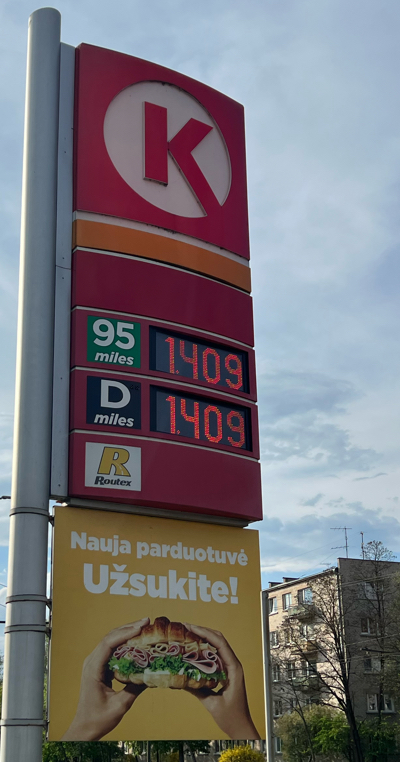 K
95
miles
1.409
D
miles
1.409
R
Routex
Nauja parduotuvė
Užsukite!